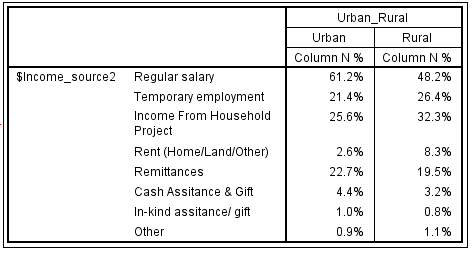 Urban_Rural
Urban Rural
Column N % Column N %
$Income_source2 Regular salary 61.2% 48.2%
Temporary employment 21.4% 26.4%
Income From Household 25.6% 32.3%
Project
Rent (Home/Land/Other) 2.6% 8.3%
Remittances 22.7% 19.5%
Cash Assitance & Gift 4.4% 3.2%
In-kind assitance/ gift 1.0% 0.8%
Other 0.9% 1.1%